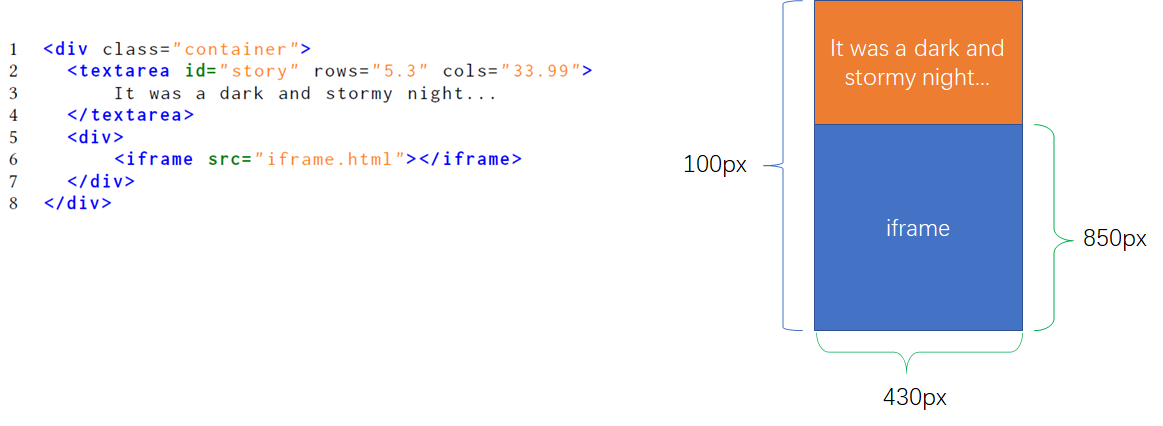 1 <div class="container">
2 <textarea id="story" rows="5.3" cols="33.99">
3 It was a dark and stormy night...
4 </textarea>
5 <div>
6 <iframe src="iframe.html"></iframe>
7 </div>
8 </div>
It was a dark and
stormy night...
100px
iframe
850px
430px